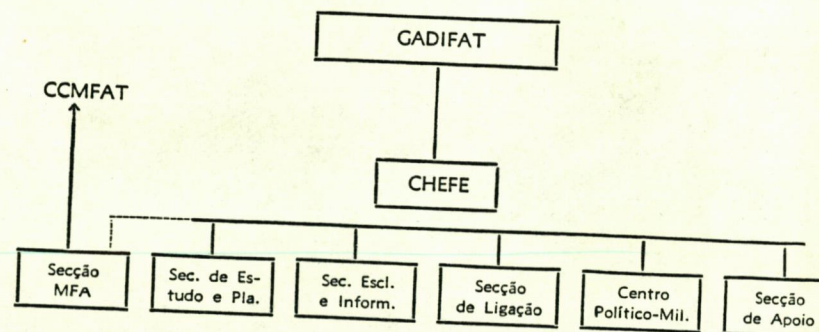 GADIFAT
CCMFAT
CHEFE
Secção
MFA
Sec. de Es-
tudo e Pla.
Sec. Escl.
e Inform.
Secção
de Ligação
Centro
Político-Mil.
Secção
de Apoio